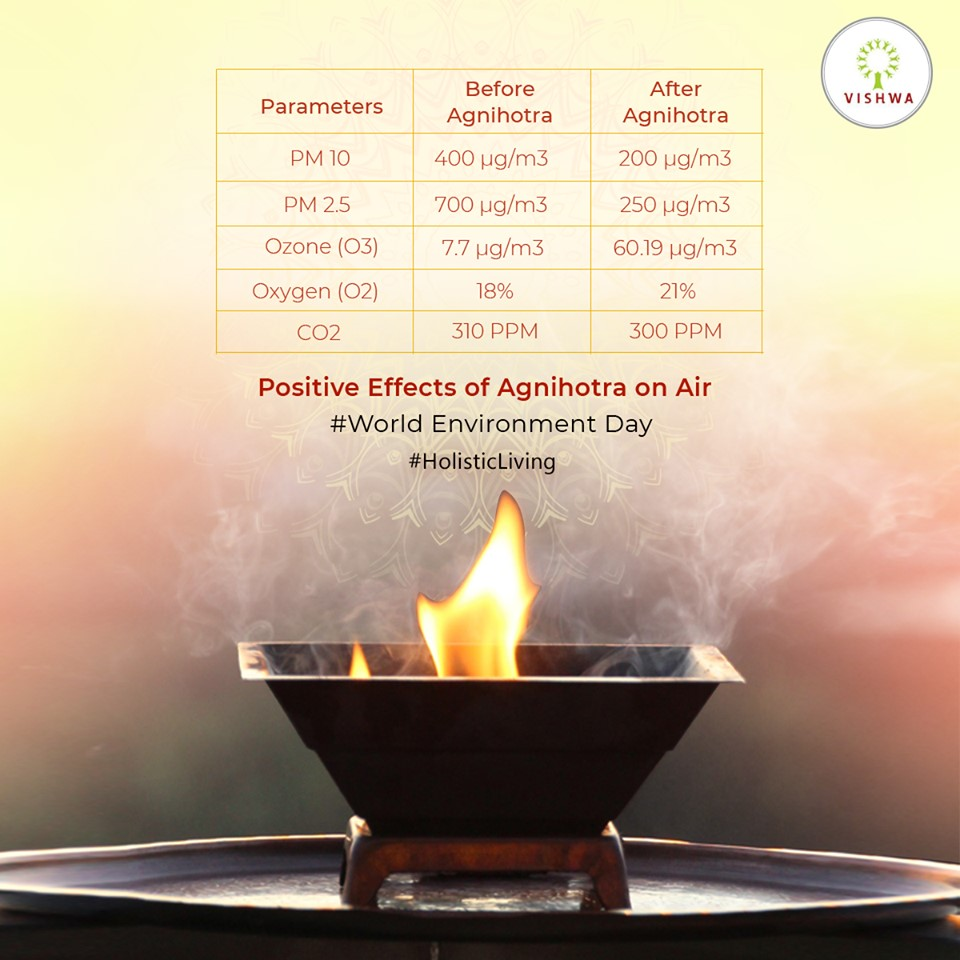 VISHWA
Parameters Before Agnihotra After Agnihotra
PM 10 400 µg/m3 200 µg/m3
PM 2.5 700 µg/m3 250 µg/m3
Ozone (O3) 7.7 µg/m3 60.19 µg/m3
Oxygen (O2) 18% 21%
CO2 310 PPM 300 PPM
Positive Effects of Agnihotra on Air
#World Environment Day
#HolisticLiving